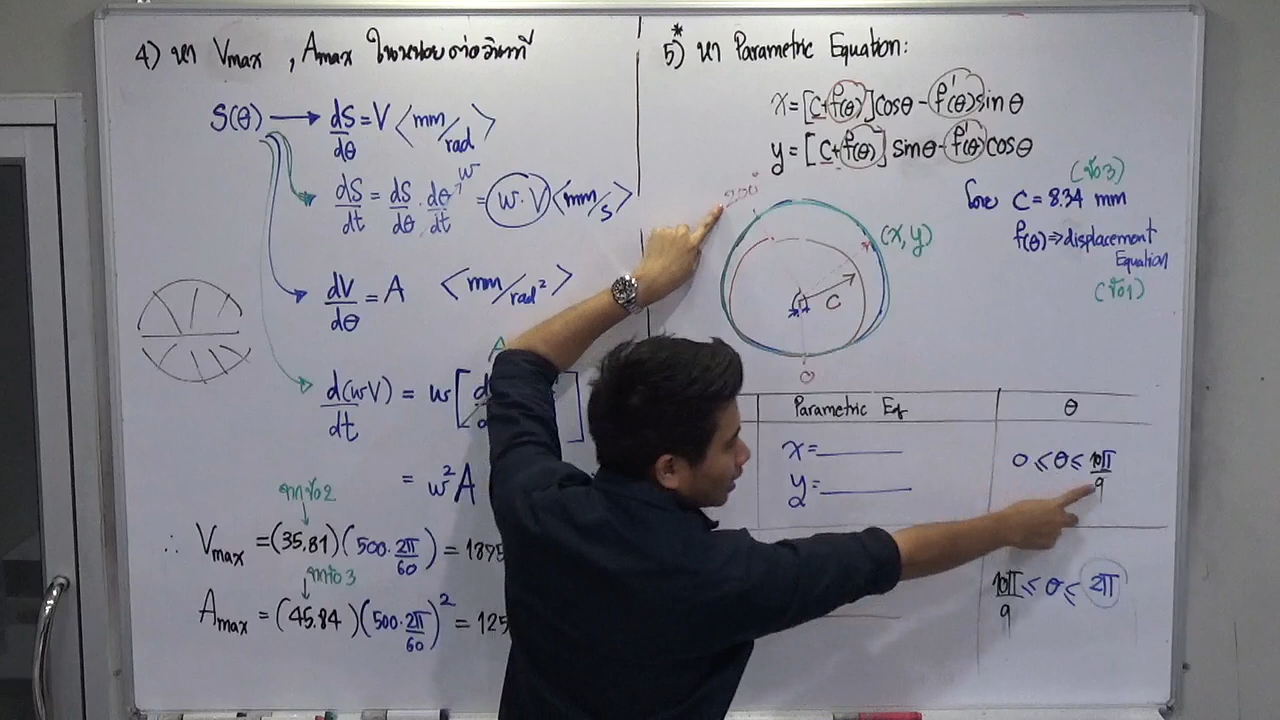 4) หา Vmax , Amax ในหน่วยต่อวินาที
S(θ) → dS/dθ = V <mm/rad>
dS/dt = dS/dθ · dθ/dt = w·V <mm/s>
w
dV/dθ = A <mm/rad²>
A
d(wV)/dt = w[d
= w²A
จากข้อ2
∴ Vmax = (35.81)(500·2π/60) = 1875
จากข้อ3
Amax = (45.84)(500·2π/60)² = 125
5)* หา Parametric Equation:
x = [C+f(θ)]cosθ - f'(θ)sinθ
y = [C+f(θ)]sinθ - f'(θ)cosθ
(ข้อ3)
โดย C = 8.34 mm
f(θ) ⇒ displacement
Equation
(ข้อ1)
200°
(x,y)
C
0
Parametric Eq
θ
x = ______
y = ______
0 ≤ θ ≤ 10π/9
10π/9 ≤ θ ≤ 2π